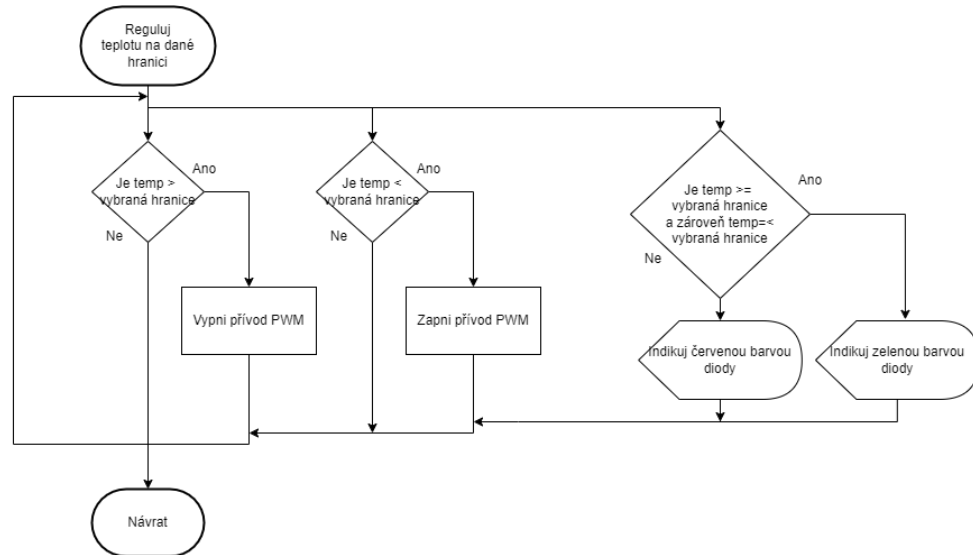 Reguluj
teplotu na dané
hranici
Je temp >
vybraná hranice
Ano
Ne
Je temp <
vybraná hranice
Ano
Ne
Je temp >=
vybraná hranice
a zároveň temp=<
vybraná hranice
Ano
Ne
Vypni přívod PWM
Zapni přívod PWM
Indikuj červenou barvou
diody
Indikuj zelenou barvou
diody
Návrat